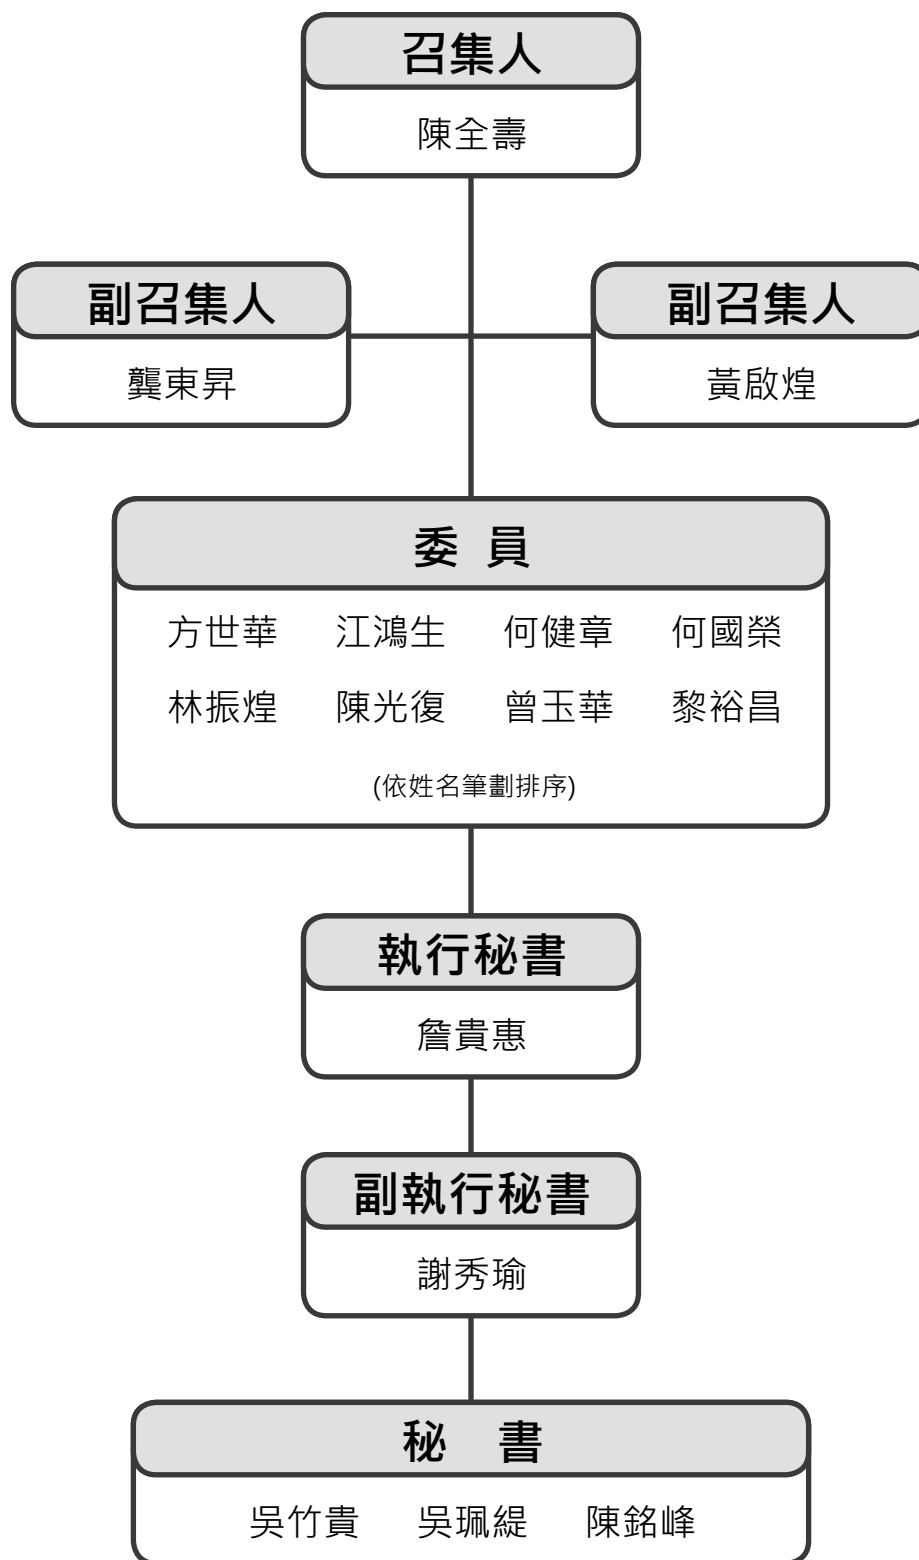 召集人
陳全壽
副召集人 副召集人
龔東昇 黃啟煌
委 員
方世華 江鴻生 何健章 何國榮
林振煌 陳光復 曾玉華 黎裕昌
(依姓名筆劃排序)
執行秘書
詹貴惠
副執行秘書
謝秀瑜
秘 書
吳竹貴 吳珮緹 陳銘峰